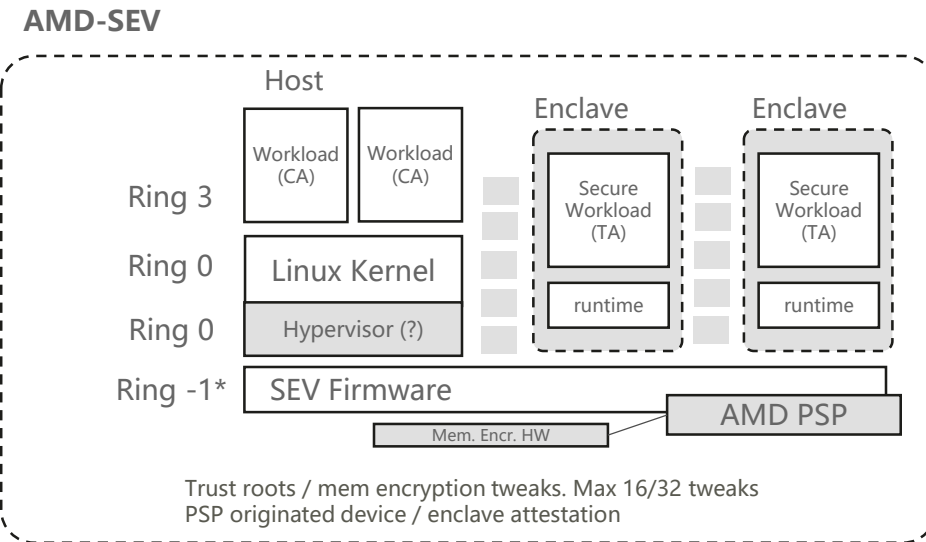 AMD-SEV
Host
Enclave
Enclave
Workload
(CA)
Workload
(CA)
Secure
Workload
(TA)
Secure
Workload
(TA)
Ring 3
Ring 0
Linux Kernel
runtime
runtime
Ring 0
Hypervisor (?)
Ring -1*
SEV Firmware
AMD PSP
Mem. Encr. HW
Trust roots / mem encryption tweaks. Max 16/32 tweaks
PSP originated device / enclave attestation